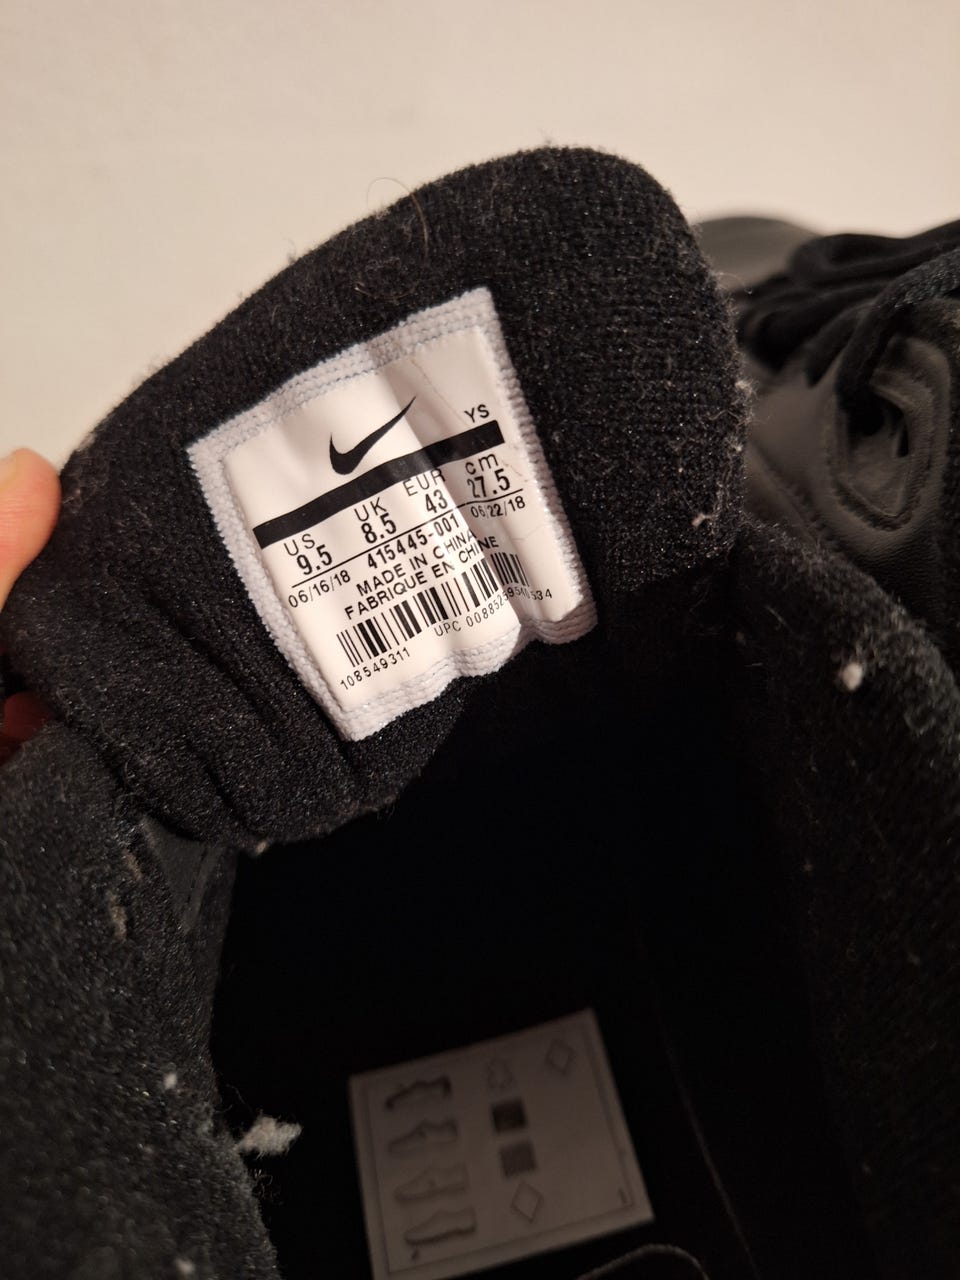 YS
US UK EUR cm
9.5 8.5 43 27.5
06/16/18 415445-001 06/22/18
MADE IN CHINA
FABRIQUE EN CHINE
108549311 UPC